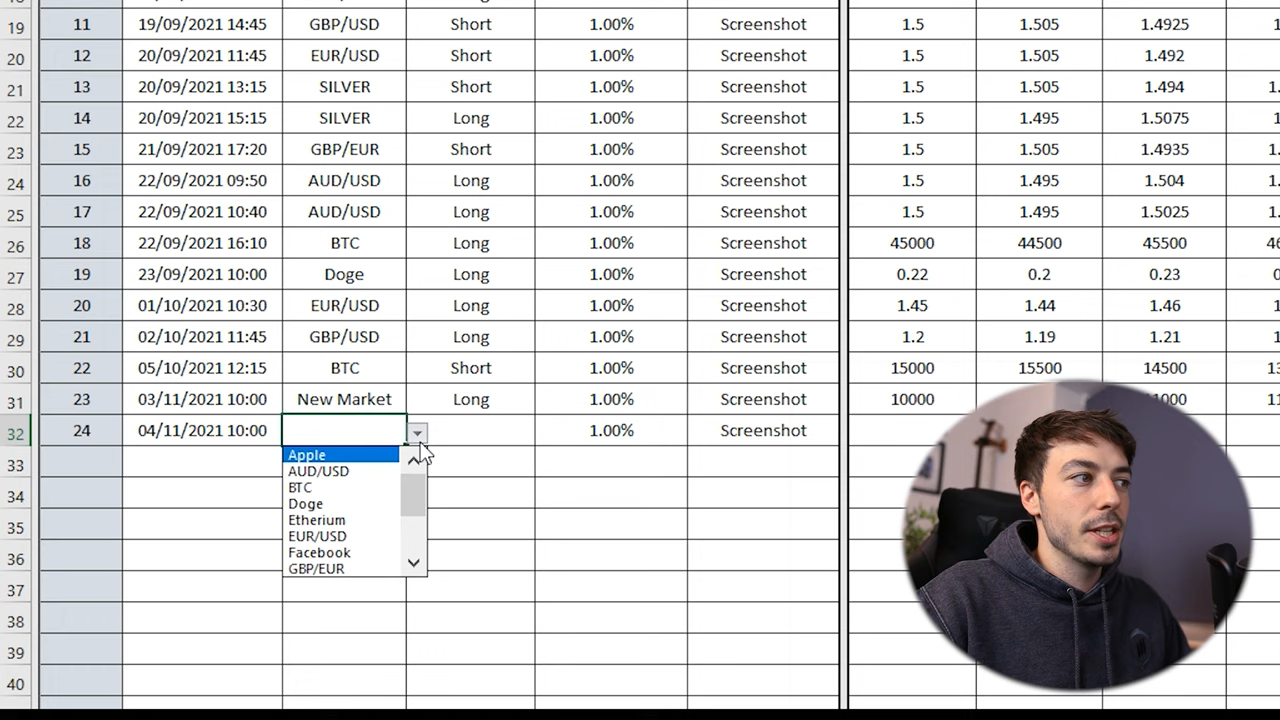 19 11 19/09/2021 14:45 GBP/USD Short 1.00% Screenshot 1.5 1.505 1.4925
20 12 20/09/2021 11:45 EUR/USD Short 1.00% Screenshot 1.5 1.505 1.492
21 13 20/09/2021 13:15 SILVER Short 1.00% Screenshot 1.5 1.505 1.494 1.
22 14 20/09/2021 15:15 SILVER Long 1.00% Screenshot 1.5 1.495 1.5075
23 15 21/09/2021 17:20 GBP/EUR Short 1.00% Screenshot 1.5 1.505 1.4935 1.
24 16 22/09/2021 09:50 AUD/USD Long 1.00% Screenshot 1.5 1.495 1.504 1.
25 17 22/09/2021 10:40 AUD/USD Long 1.00% Screenshot 1.5 1.495 1.5025 1.
26 18 22/09/2021 16:10 BTC Long 1.00% Screenshot 45000 44500 45500
27 19 23/09/2021 10:00 Doge Long 1.00% Screenshot 0.22 0.2 0.23
28 20 01/10/2021 10:30 EUR/USD Long 1.00% Screenshot 1.45 1.44 1.46
29 21 02/10/2021 11:45 GBP/USD Long 1.00% Screenshot 1.2 1.19 1.21
30 22 05/10/2021 12:15 BTC Short 1.00% Screenshot 15000 15500 14500
31 23 03/11/2021 10:00 New Market Long 1.00% Screenshot 10000
32 24 04/11/2021 10:00 1.00% Screenshot
Apple
33 AUD/USD
BTC
34 Doge
Etherium
35 EUR/USD
36 Facebook
GBP/EUR
37
38
39
40